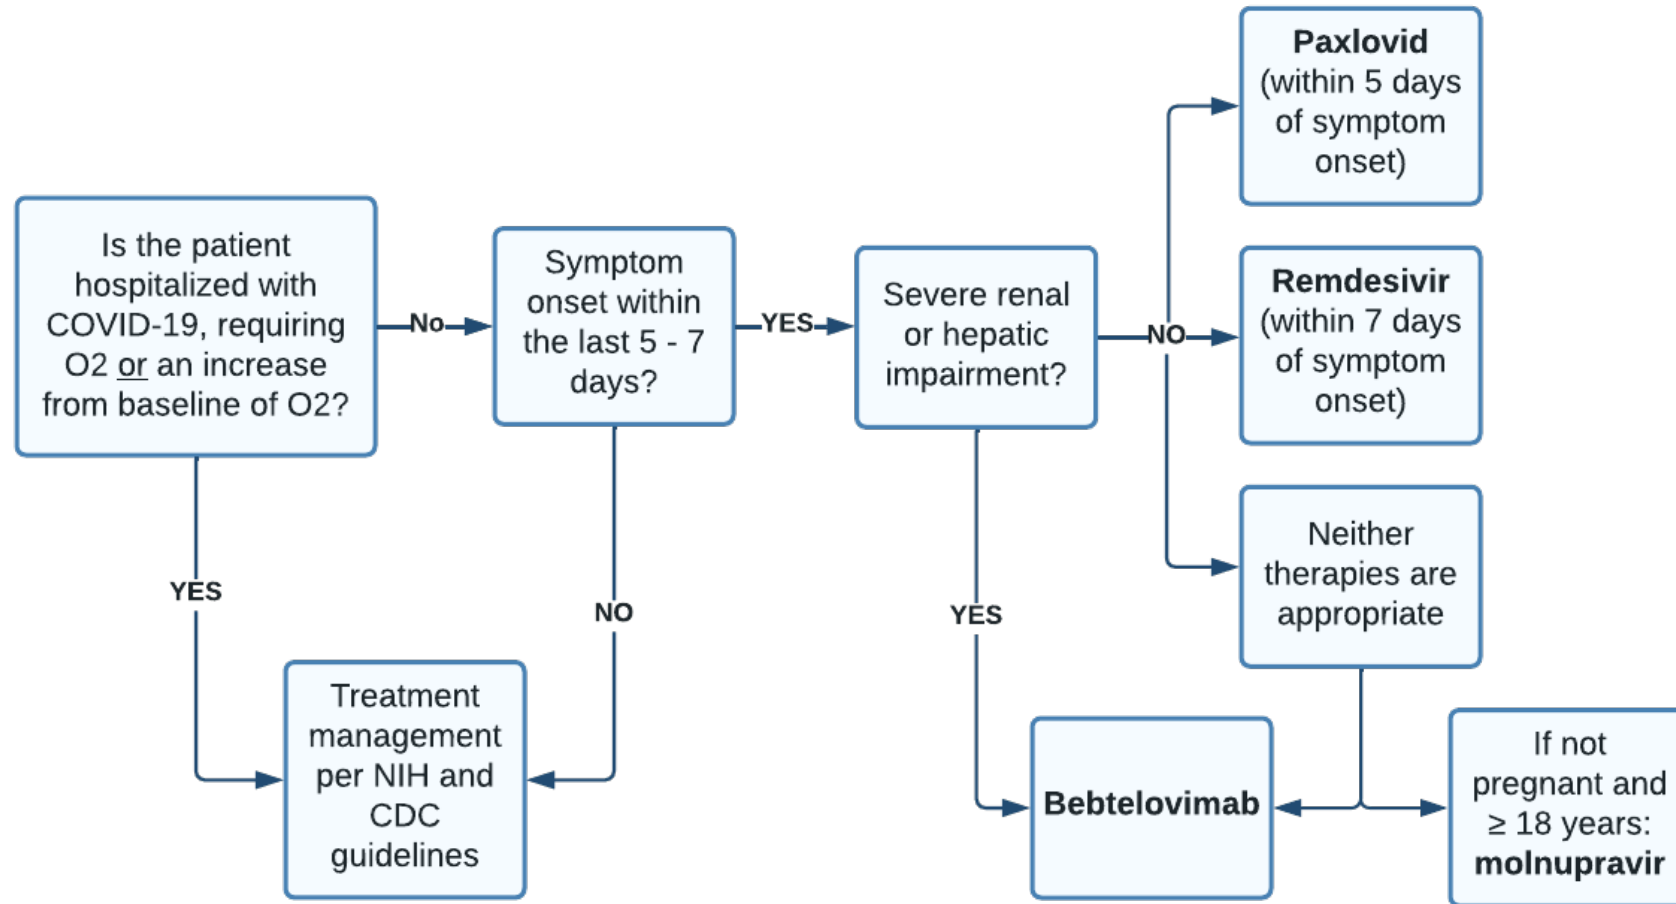 Is the patient
hospitalized with
COVID-19, requiring
O2 or an increase
from baseline of O2?
No
YES
Symptom
onset within
the last 5 - 7
days?
YES
NO
Treatment
management
per NIH and
CDC
guidelines
Severe renal
or hepatic
impairment?
NO
YES
Paxlovid
(within 5 days
of symptom
onset)
Remdesivir
(within 7 days
of symptom
onset)
Neither
therapies are
appropriate
Bebtelovimab
If not
pregnant and
≥ 18 years:
molnupravir